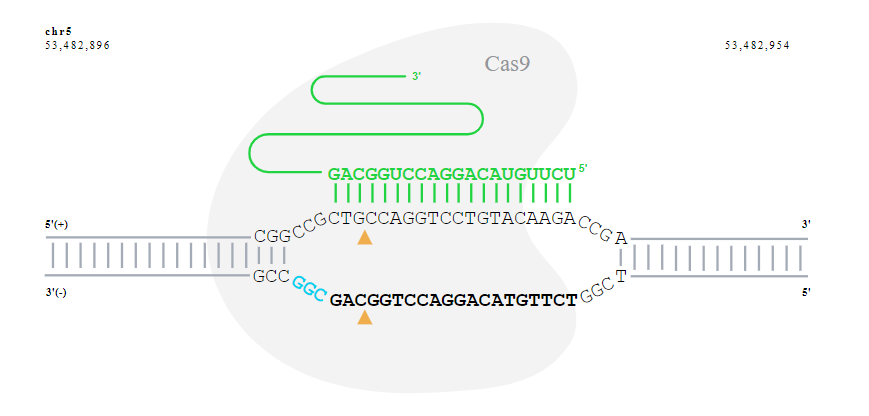 chr5
53,482,896
53,482,954
Cas9
3'
GACGGUCCAGGACAUGUUCU 5'
5'(+)
CGGCCGCTGCCAGGTCCTGTACAAGACCGA
3'
GCCGGCGACGGTCCAGGACATGTTCTGGCT
3'(-)
5'